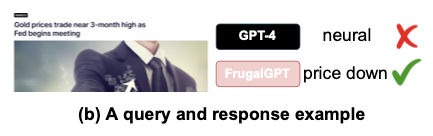 Gold prices trade near 3-month high as
Fed begins meeting
GPT-4 neural
FrugalGPT price down
(b) A query and response example